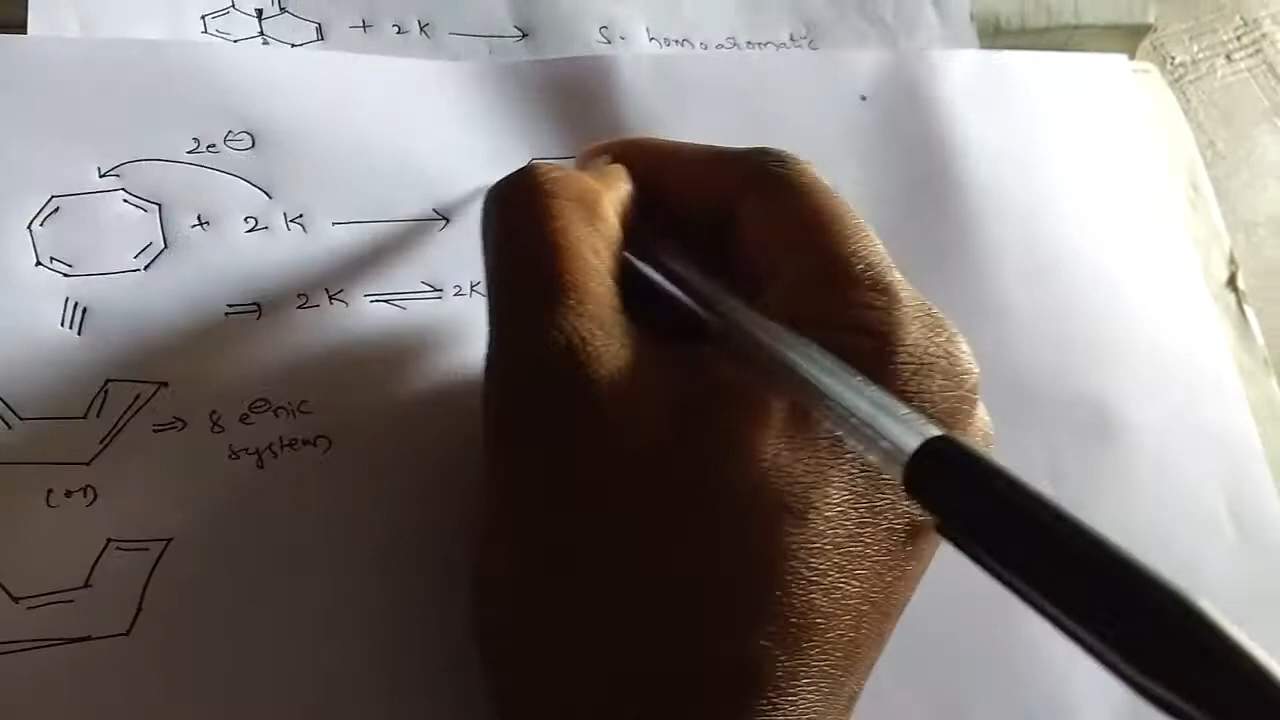 + 2K ⟶ S. homoaromatic
2e⊖
+ 2K ⟶
⇒ 2K ⇌ 2K
⇒ 8 e⊖nic
system
(or)